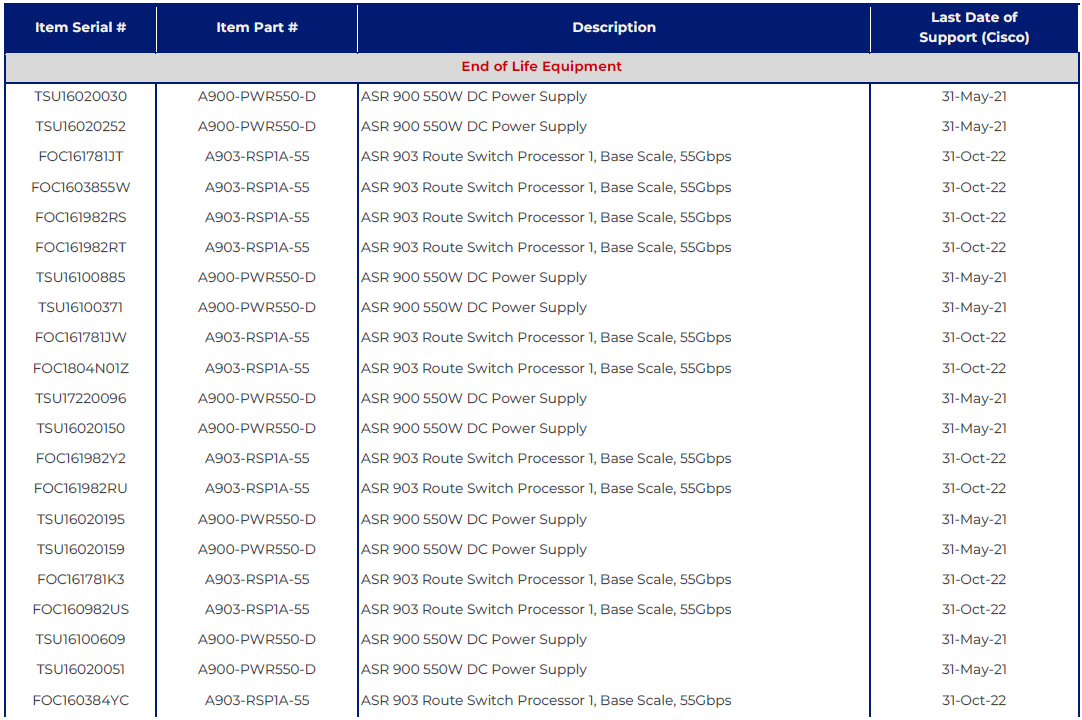 Item Serial # Item Part # Description Last Date of Support (Cisco)
End of Life Equipment
TSU16020030 A900-PWR550-D ASR 900 550W DC Power Supply 31-May-21
TSU16020252 A900-PWR550-D ASR 900 550W DC Power Supply 31-May-21
FOC161781JT A903-RSP1A-55 ASR 903 Route Switch Processor 1, Base Scale, 55Gbps 31-Oct-22
FOC1603855W A903-RSP1A-55 ASR 903 Route Switch Processor 1, Base Scale, 55Gbps 31-Oct-22
FOC161982RS A903-RSP1A-55 ASR 903 Route Switch Processor 1, Base Scale, 55Gbps 31-Oct-22
FOC161982RT A903-RSP1A-55 ASR 903 Route Switch Processor 1, Base Scale, 55Gbps 31-Oct-22
TSU16100885 A900-PWR550-D ASR 900 550W DC Power Supply 31-May-21
TSU16100371 A900-PWR550-D ASR 900 550W DC Power Supply 31-May-21
FOC161781JW A903-RSP1A-55 ASR 903 Route Switch Processor 1, Base Scale, 55Gbps 31-Oct-22
FOC1804N01Z A903-RSP1A-55 ASR 903 Route Switch Processor 1, Base Scale, 55Gbps 31-Oct-22
TSU17220096 A900-PWR550-D ASR 900 550W DC Power Supply 31-May-21
TSU16020150 A900-PWR550-D ASR 900 550W DC Power Supply 31-May-21
FOC161982Y2 A903-RSP1A-55 ASR 903 Route Switch Processor 1, Base Scale, 55Gbps 31-Oct-22
FOC161982RU A903-RSP1A-55 ASR 903 Route Switch Processor 1, Base Scale, 55Gbps 31-Oct-22
TSU16020195 A900-PWR550-D ASR 900 550W DC Power Supply 31-May-21
TSU16020159 A900-PWR550-D ASR 900 550W DC Power Supply 31-May-21
FOC161781K3 A903-RSP1A-55 ASR 903 Route Switch Processor 1, Base Scale, 55Gbps 31-Oct-22
FOC160982US A903-RSP1A-55 ASR 903 Route Switch Processor 1, Base Scale, 55Gbps 31-Oct-22
TSU16100609 A900-PWR550-D ASR 900 550W DC Power Supply 31-May-21
TSU16020051 A900-PWR550-D ASR 900 550W DC Power Supply 31-May-21
FOC160384YC A903-RSP1A-55 ASR 903 Route Switch Processor 1, Base Scale, 55Gbps 31-Oct-22